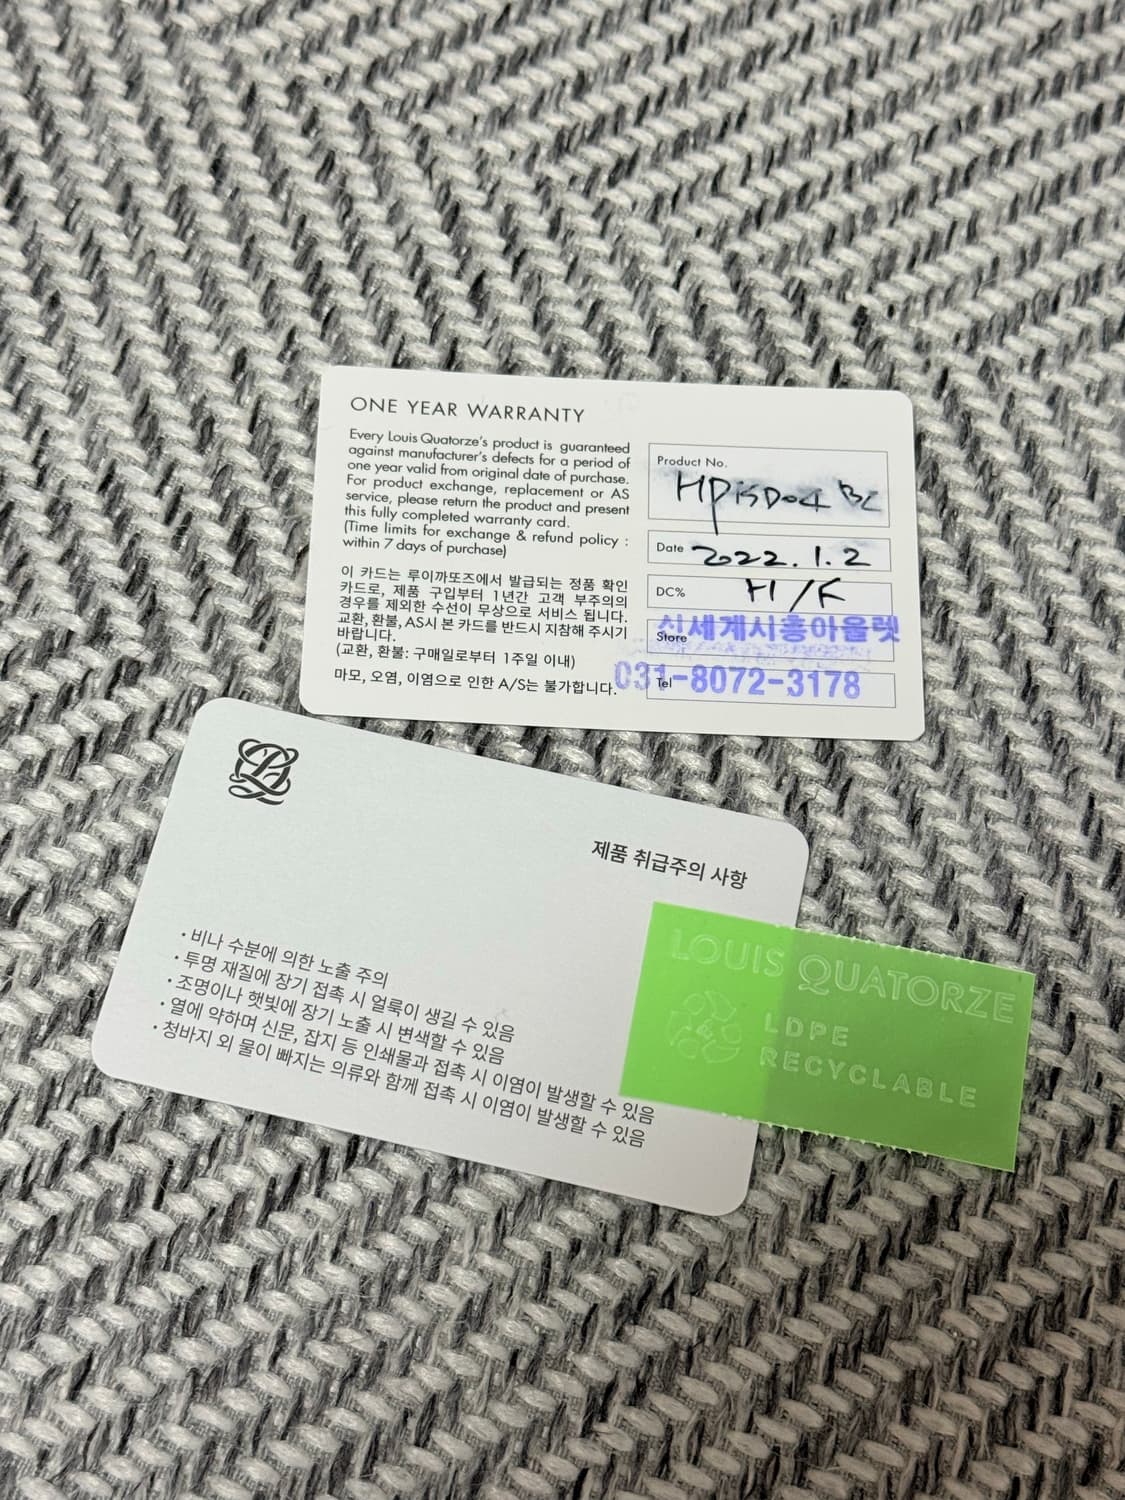 ONE YEAR WARRANTY
Every Louis Quatorze's product is guaranteed
against manufacturer's defects for a period of
one year valid from original date of purchase.
For product exchange, replacement or AS
service, please return the product and present
this fully completed warranty card.
(Time limits for exchange & refund policy :
within 7 days of purchase)
이 카드는 루이까또즈에서 발급되는 정품 확인
카드로, 제품 구입부터 1년간 고객 부주의의
경우를 제외한 수선이 무상으로 서비스 됩니다.
교환, 환불, AS시 본 카드를 반드시 지참해 주시기
바랍니다.
(교환, 환불: 구매일로부터 1주일 이내)
마모, 오염, 이염으로 인한 A/S는 불가합니다.
Product No.
Date 2022.1.2
DC%
Store 신세계시흥아울렛
Tel 031-8072-3178
제품 취급주의 사항
• 비나 수분에 의한 노출 주의
• 투명 재질에 장기 접촉 시 얼룩이 생길 수 있음
• 조명이나 햇빛에 장기 노출 시 변색할 수 있음
• 열에 약하며 신문, 잡지 등 인쇄물과 접촉 시 이염이 발생할 수 있음
• 청바지 외 물이 빠지는 의류와 함께 접촉 시 이염이 발생할 수 있음
LOUIS QUATORZE
4
LDPE
RECYCLABLE